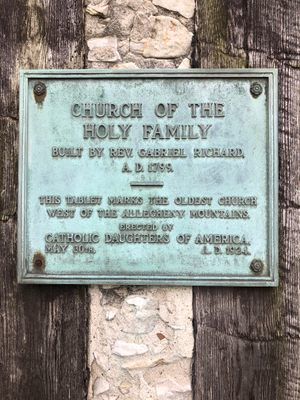 CHURCH OF THE
HOLY FAMILY
BUILT BY REV. GABRIEL RICHARD,
A. D. 1799.
THIS TABLET MARKS THE OLDEST CHURCH
WEST OF THE ALLEGHENY MOUNTAINS.
ERECTED BY
CATHOLIC DAUGHTERS OF AMERICA,
MAY 30TH. A. D. 1924.